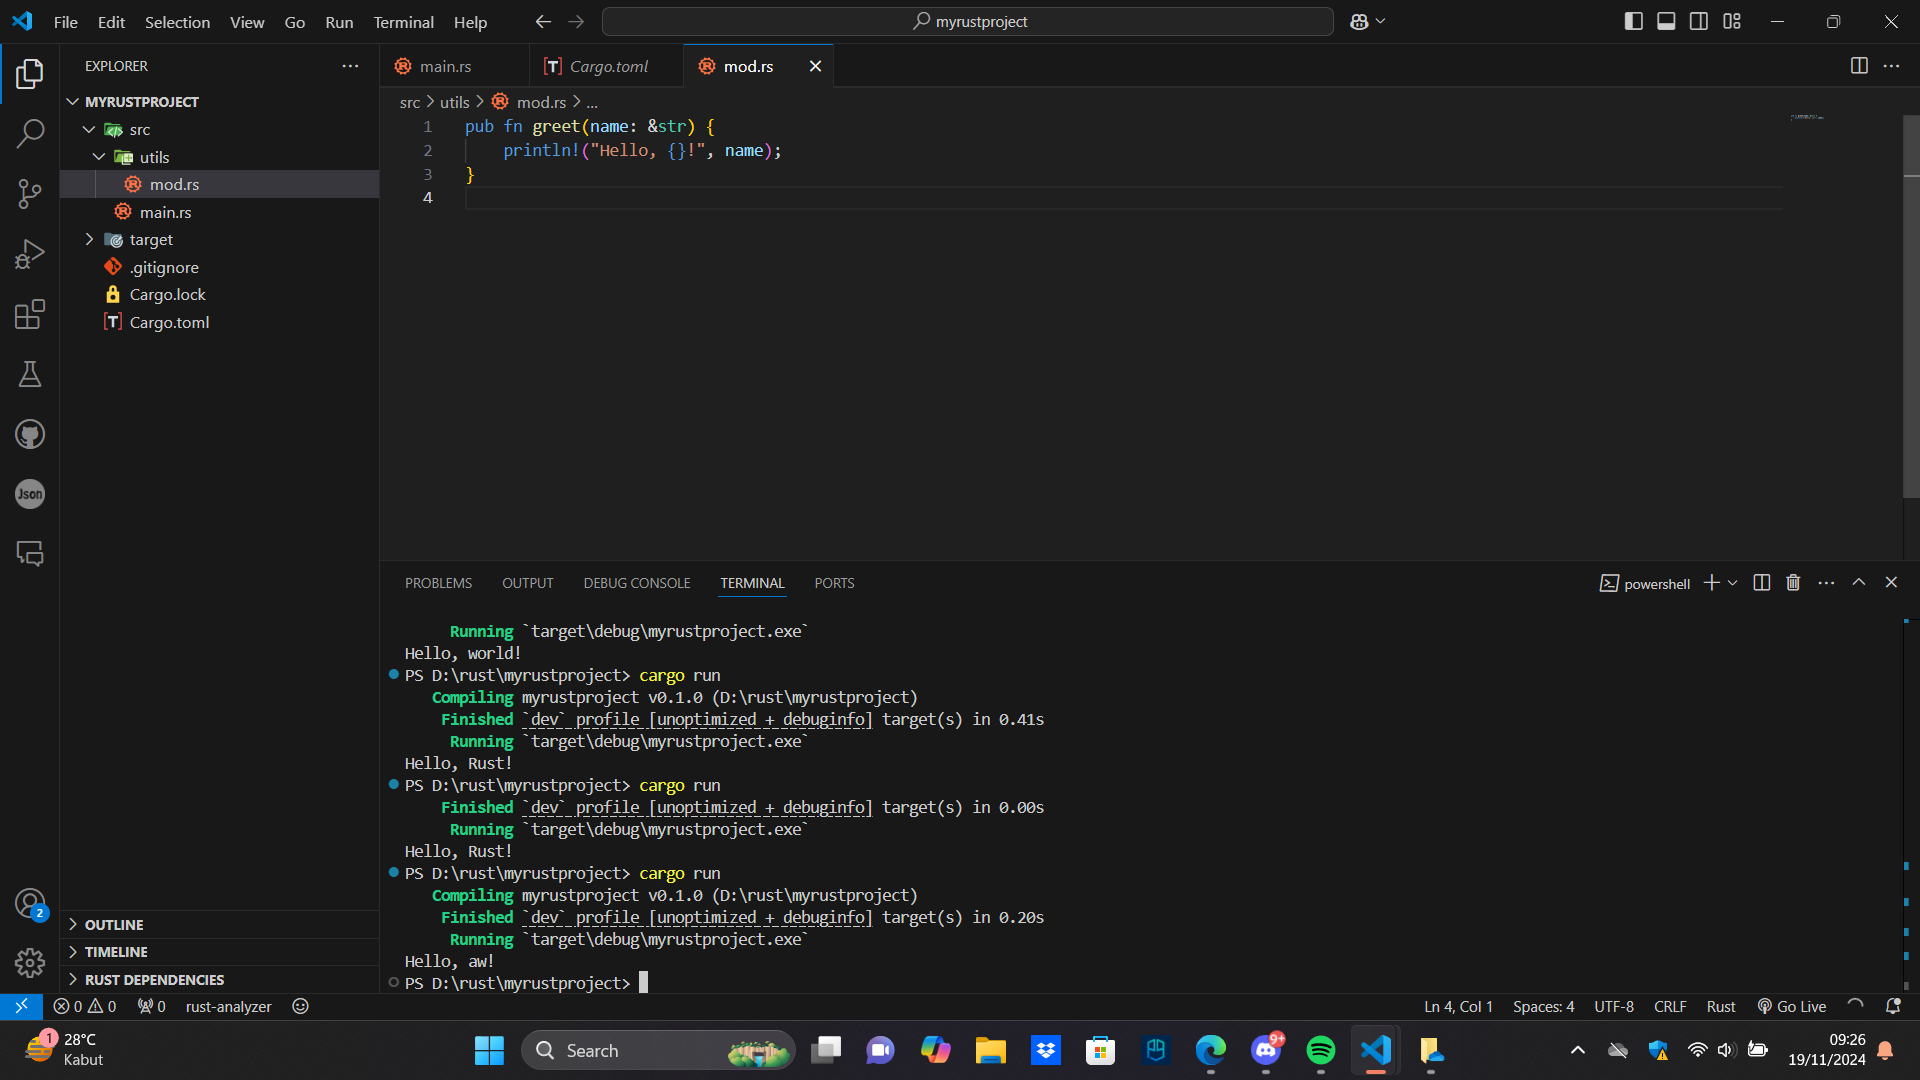 File Edit Selection View Go Run Terminal Help
myrustproject
EXPLORER
MYRUSTPROJECT
src
utils
mod.rs
main.rs
target
.gitignore
Cargo.lock
Cargo.toml
OUTLINE
TIMELINE
RUST DEPENDENCIES
Json
2
main.rs
Cargo.toml
mod.rs
src > utils > mod.rs > ...
1 pub fn greet(name: &str) {
2 println!("Hello, {}!", name);
3 }
4
PROBLEMS OUTPUT DEBUG CONSOLE TERMINAL PORTS
powershell
Running `target\debug\myrustproject.exe`
Hello, world!
PS D:\rust\myrustproject> cargo run
Compiling myrustproject v0.1.0 (D:\rust\myrustproject)
Finished `dev` profile [unoptimized + debuginfo] target(s) in 0.41s
Running `target\debug\myrustproject.exe`
Hello, Rust!
PS D:\rust\myrustproject> cargo run
Finished `dev` profile [unoptimized + debuginfo] target(s) in 0.00s
Running `target\debug\myrustproject.exe`
Hello, Rust!
PS D:\rust\myrustproject> cargo run
Compiling myrustproject v0.1.0 (D:\rust\myrustproject)
Finished `dev` profile [unoptimized + debuginfo] target(s) in 0.20s
Running `target\debug\myrustproject.exe`
Hello, aw!
PS D:\rust\myrustproject>
0 0 0 rust-analyzer
Ln 4, Col 1 Spaces: 4 UTF-8 CRLF Rust Go Live
1
28°C
Kabut
Search
9+
09:26
19/11/2024